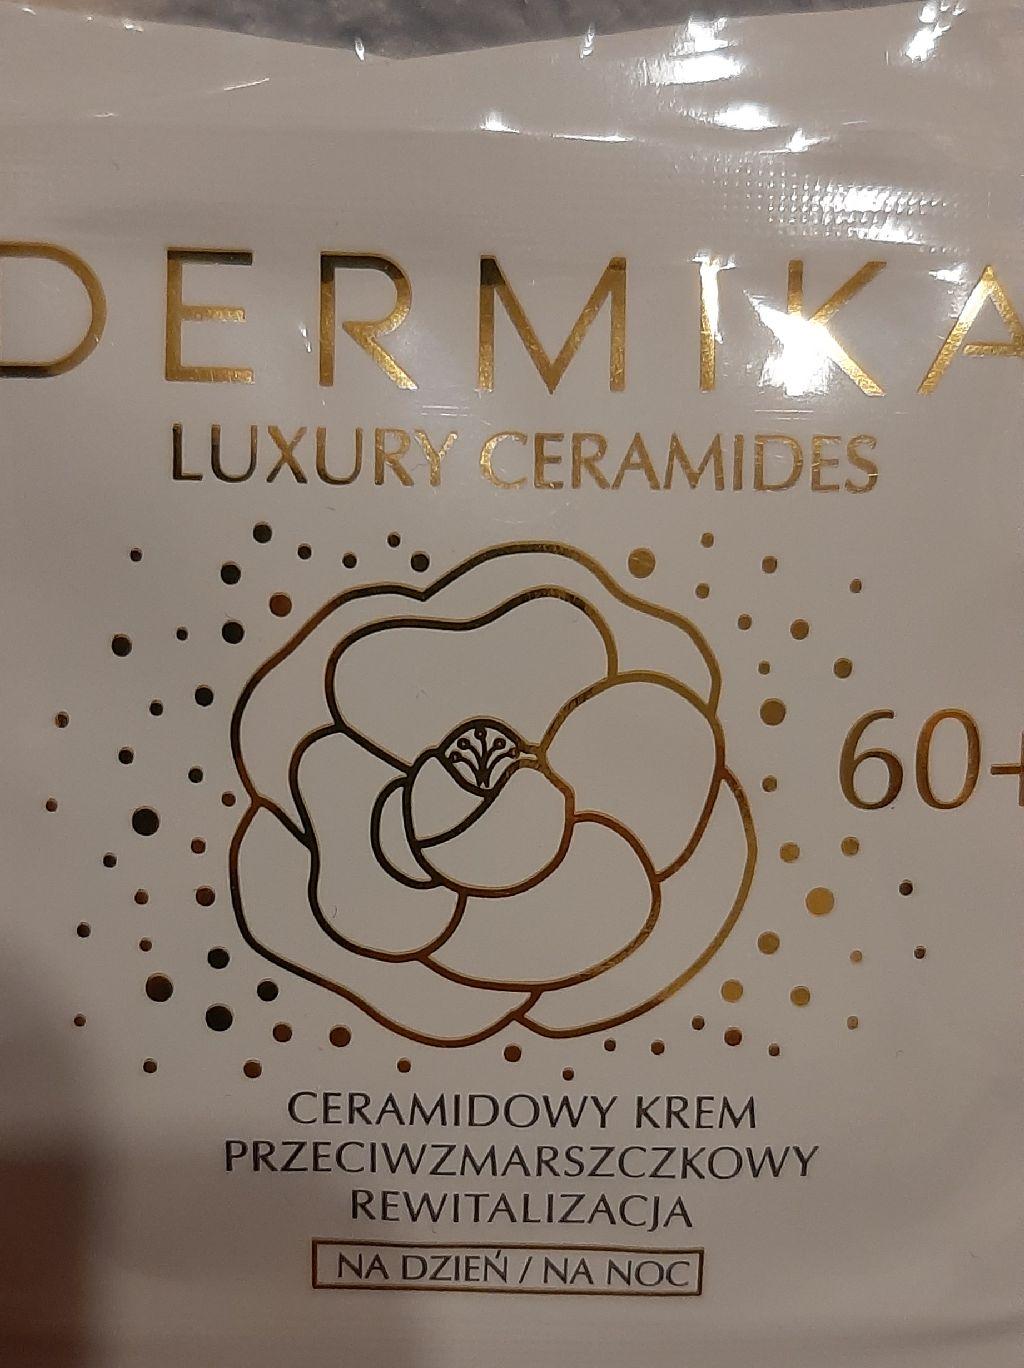 DERMIKA
LUXURY CERAMIDES
60+
CERAMIDOWY KREM
PRZECIWZMARSZCZKOWY
REWITALIZACJA
NA DZIEŃ / NA NOC